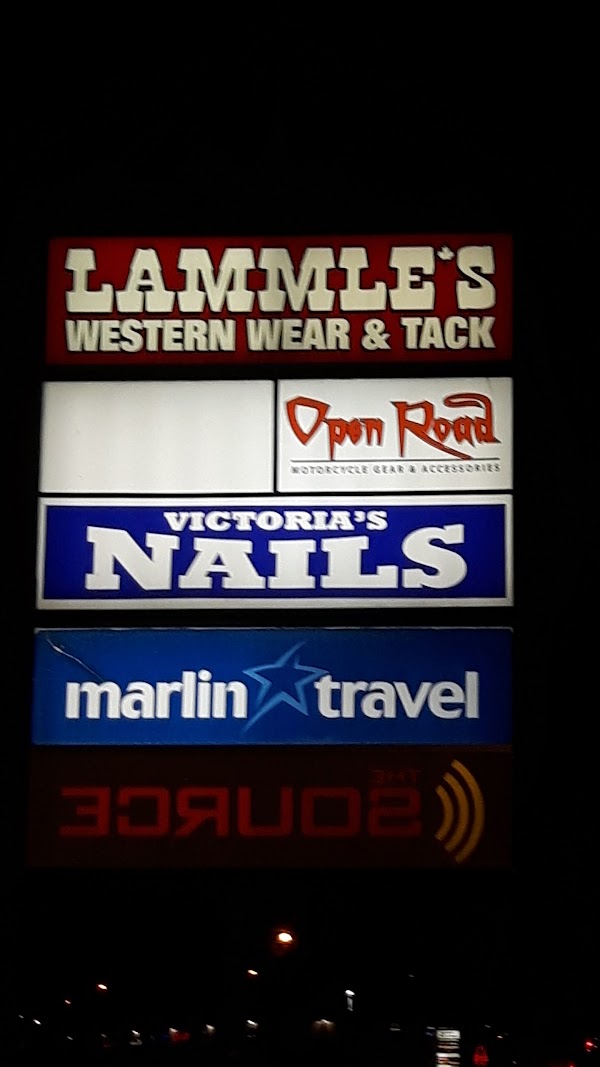 LAMMLE'S
WESTERN WEAR & TACK
Open Road
MOTORCYCLE GEAR & ACCESSORIES
VICTORIA'S
NAILS
marlin travel
THE
SOURCE